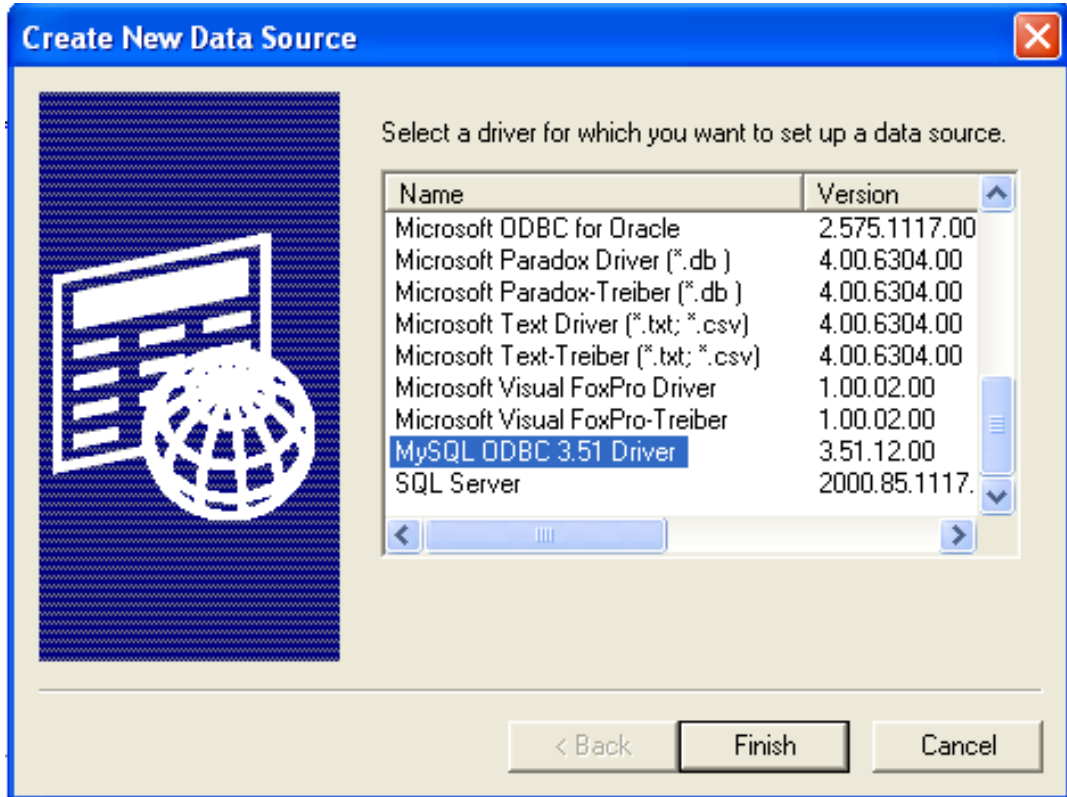 Create New Data Source
Select a driver for which you want to set up a data source.
Name Version
Microsoft ODBC for Oracle 2.575.1117.00
Microsoft Paradox Driver (*.db ) 4.00.6304.00
Microsoft Paradox-Treiber (*.db ) 4.00.6304.00
Microsoft Text Driver (*.txt; *.csv) 4.00.6304.00
Microsoft Text-Treiber (*.txt; *.csv) 4.00.6304.00
Microsoft Visual FoxPro Driver 1.00.02.00
Microsoft Visual FoxPro-Treiber 1.00.02.00
MySQL ODBC 3.51 Driver 3.51.12.00
SQL Server 2000.85.1117.
< Back Finish Cancel